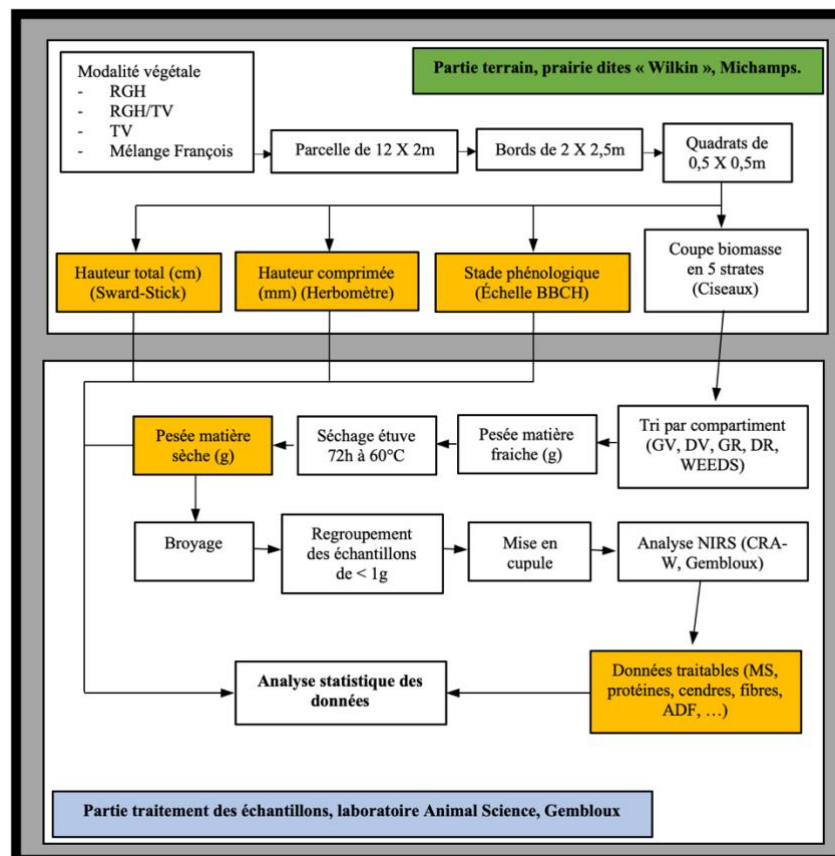 Modalité végétale
- RGH
- RGH/TV
- TV
- Mélange François
Partie terrain, prairie dites « Wilkin », Michamps.
Parcelle de 12 X 2m
Bords de 2 X 2,5m
Quadrats de
0,5 X 0,5m
Hauteur total (cm)
(Sward-Stick)
Hauteur comprimée
(mm) (Herbomètre)
Stade phénologique
(Échelle BBCH)
Coupe biomasse
en 5 strates
(Ciseaux)
Tri par compartiment
(GV, DV, GR, DR,
WEEDS)
Pesée matière
fraiche (g)
Séchage étuve
72h à 60°C
Pesée matière
sèche (g)
Broyage
Regroupement
des échantillons
de < 1g
Mise en
cupule
Analyse NIRS (CRA-
W, Gembloux)
Données traitables (MS,
protéines, cendres, fibres,
ADF, …)
Analyse statistique des
données
Partie traitement des échantillons, laboratoire Animal Science, Gembloux